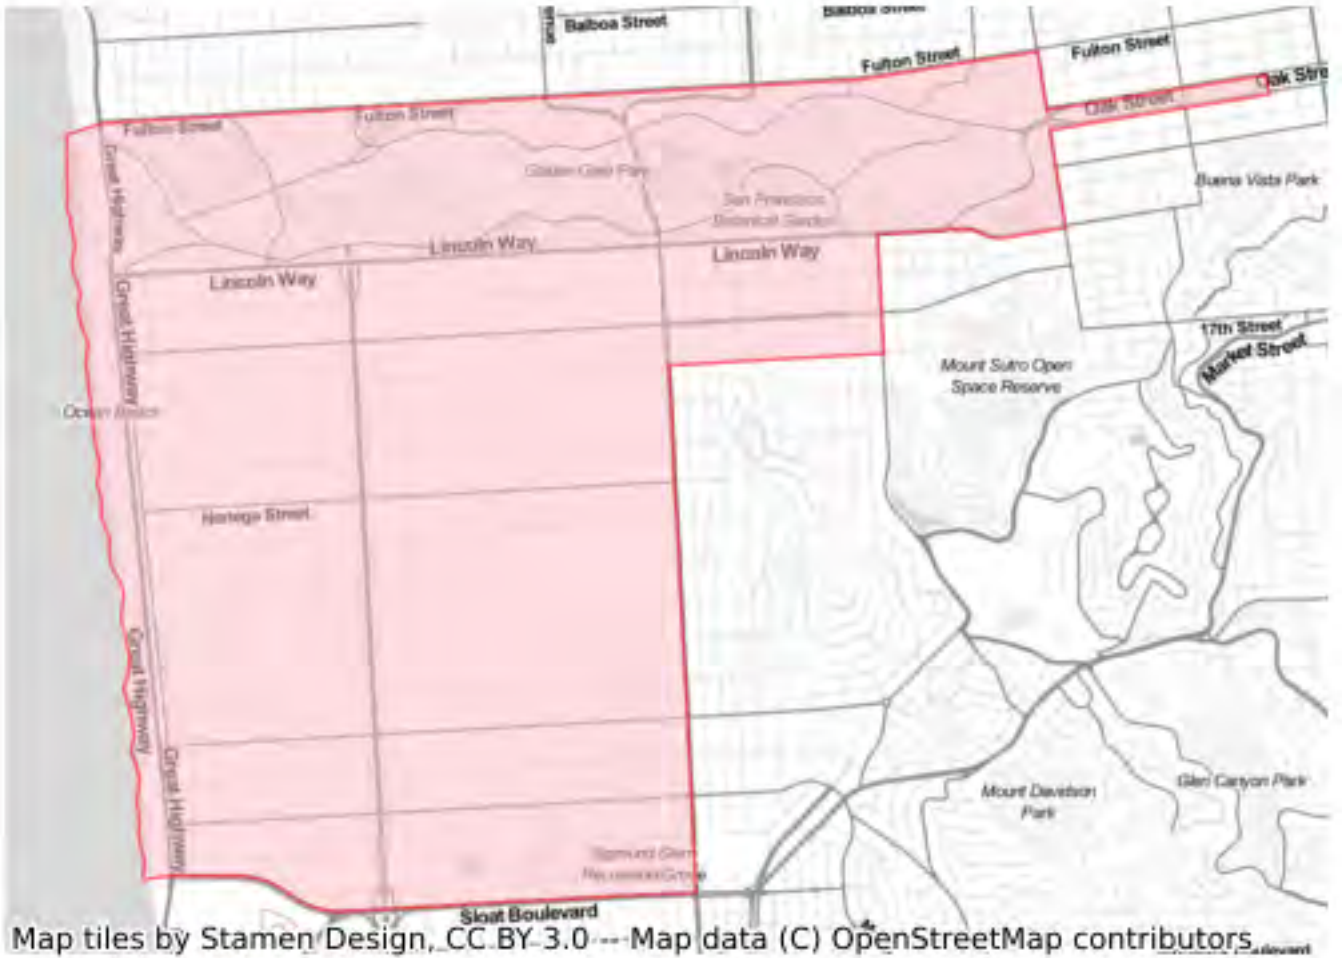 Balboa Street
Balboa Street
Fulton Street
Fulton Street
Fulton Street
Fulton Street
Oak Stre
Oak Street
Great Highway
Golden Gate Park
San Francisco
Botanical Garden
Buena Vista Park
Lincoln Way
Lincoln Way
Lincoln Way
Great Highway
17th Street
Market Street
Mount Sutro Open
Space Reserve
Ocean Beach
Noriega Street
Great Highway
Great Highway
Mount Davidson
Park
Glen Canyon Park
Sigmund Stern
Recreation Grove
Sloat Boulevard
Map tiles by Stamen Design, CC BY 3.0 -- Map data (C) OpenStreetMap contributors